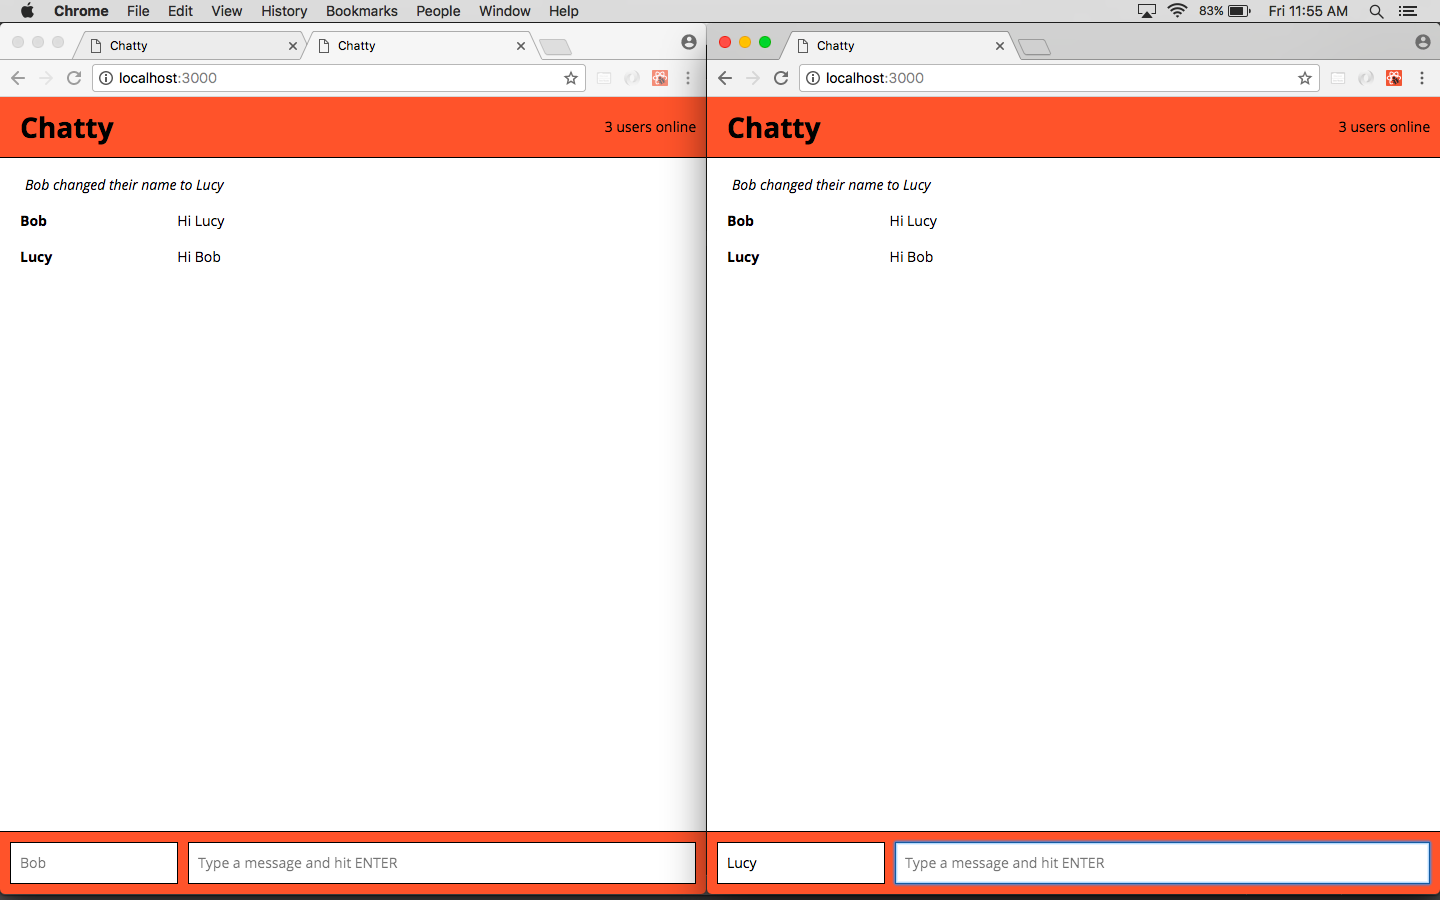 Chrome File Edit View History Bookmarks People Window Help 83% Fri 11:55 AM
Chatty Chatty
localhost:3000
Chatty 3 users online
Bob changed their name to Lucy
Bob Hi Lucy
Lucy Hi Bob
Bob Type a message and hit ENTER
Chatty
localhost:3000
Chatty 3 users online
Bob changed their name to Lucy
Bob Hi Lucy
Lucy Hi Bob
Lucy Type a message and hit ENTER